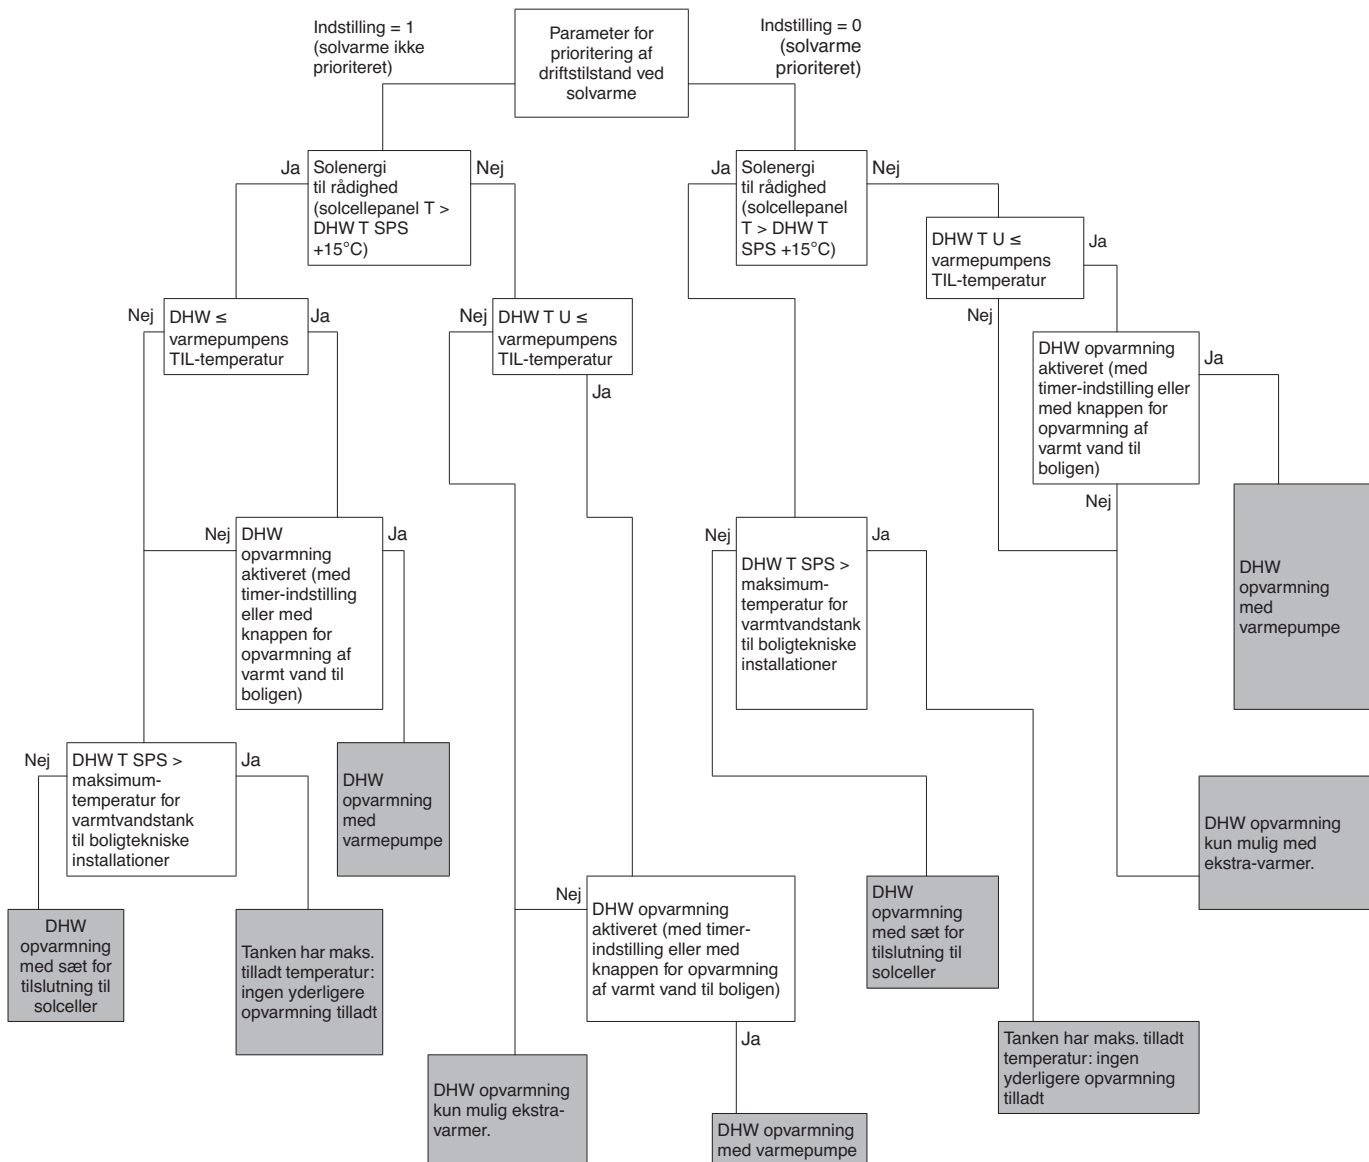 Indstilling = 1
(solvarme ikke
prioriteret)
Parameter for
prioritering af
driftstilstand ved
solvarme
Indstilling = 0
(solvarme
prioriteret)
Ja
Solenergi
til rådighed
(solcellepanel T >
DHW T SPS
+15°C)
Nej
Ja
Solenergi
til rådighed
(solcellepanel
T > DHW T
SPS +15°C)
Nej
DHW T U ≤
varmepumpens
TIL-temperatur
Ja
Nej
Nej
DHW ≤
varmepumpens
TIL-temperatur
Ja
Nej
DHW T U ≤
varmepumpens
TIL-temperatur
Ja
DHW opvarmning
aktiveret (med
timer-indstilling eller
med knappen for
opvarmning af
varmt vand til
boligen)
Ja
Nej
Nej
DHW
opvarmning
aktiveret (med
timer-indstilling
eller med
knappen for
opvarmning af
varmt vand til
boligen)
Ja
Nej
DHW T SPS >
maksimum-
temperatur for
varmtvandstank
til boligtekniske
installationer
Ja
DHW
opvarmning
med
varmepumpe
Nej
DHW T SPS >
maksimum-
temperatur for
varmtvandstank
til boligtekniske
installationer
Ja
DHW
opvarmning
med
varmepumpe
DHW opvarmning
kun mulig med
ekstra-varmer.
DHW
opvarmning
med sæt for
tilslutning til
solceller
Tanken har maks.
tilladt temperatur:
ingen yderligere
opvarmning tilladt
Nej
DHW opvarmning
aktiveret (med timer-
indstilling eller med
knappen for opvarmning
af varmt vand til boligen)
Ja
DHW
opvarmning
med sæt for
tilslutning til
solceller
Tanken har maks. tilladt
temperatur: ingen
yderligere opvarmning
tilladt
DHW opvarmning
kun mulig ekstra-
varmer.
DHW opvarmning
med varmepumpe